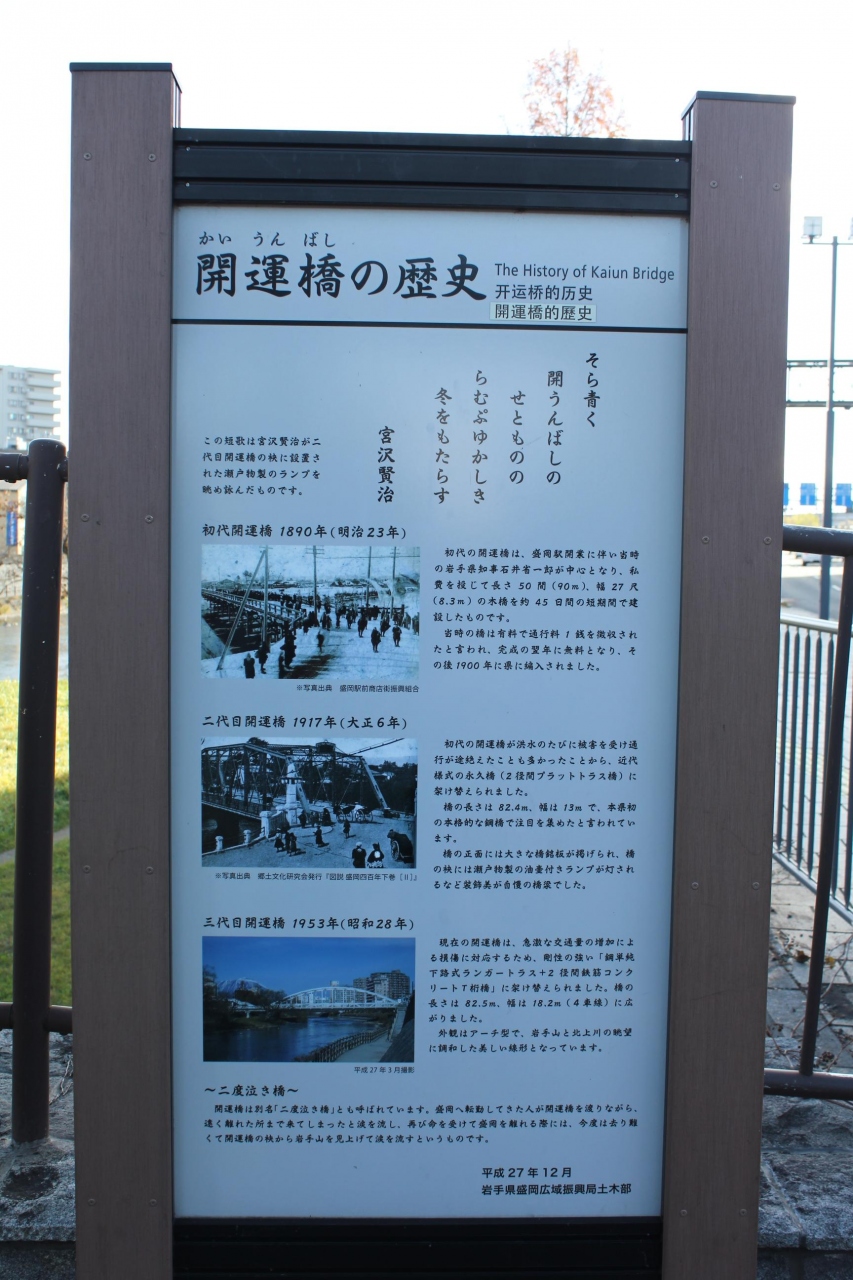 かい うん ばし
開運橋の歴史
The History of Kaiun Bridge
开运桥的历史
開運橋的歷史
そら青く
開うんばしの
せとものの
らむぷゆかしき
冬をもたらす
宮沢賢治
この短歌は宮沢賢治が二
代目開運橋の袂に設置さ
れた瀬戸物製のランプを
眺め詠んだものです。
初代開運橋 1890年(明治23年)
※写真出典 盛岡駅前商店街振興組合
初代の開運橋は、盛岡駅開業に伴い当時
の岩手県知事石井省一郎が中心となり、私
費を投じて長さ 50 間(90m)、幅 27 尺
(8.3m)の木橋を約 45 日間の短期間で建
設したものです。
当時の橋は有料で通行料 1 銭を徴収され
たと言われ、完成の翌年に無料となり、そ
の後1900年に県に編入されました。
二代目開運橋 1917年(大正6年)
※写真出典 郷土文化研究会発行『図説 盛岡四百年下巻[Ⅱ]』
初代の開運橋が洪水のたびに被害を受け通
行が途絶えたことも多かったことから、近代
様式の永久橋(2径間プラットトラス橋)に
架け替えられました。
橋の長さは 82.4m、幅は 13m で、本県初
の本格的な鋼橋で注目を集めたと言われてい
ます。
橋の正面には大きな橋銘板が掲げられ、橋
の袂には瀬戸物製の油壷付きランプが灯され
るなど装飾美が自慢の橋梁でした。
三代目開運橋 1953年(昭和28年)
平成27年3月撮影
現在の開運橋は、急激な交通量の増加によ
る損傷に対応するため、剛性の強い「鋼単純
下路式ランガートラス+2 径間鉄筋コンク
リートT桁橋」に架け替えられました。橋の
長さは 82.5m、幅は 18.2m(4車線)に広
がりました。
外観はアーチ型で、岩手山と北上川の眺望
に調和した美しい線形となっています。
～二度泣き橋～
開運橋は別名「二度泣き橋」とも呼ばれています。盛岡へ転勤してきた人が開運橋を渡りながら、
遠く離れた所まで来てしまったと涙を流し、再び命を受けて盛岡を離れる際には、今度は去り難
くて開運橋の袂から岩手山を見上げて涙を流すというものです。
平成27年12月
岩手県盛岡広域振興局土木部